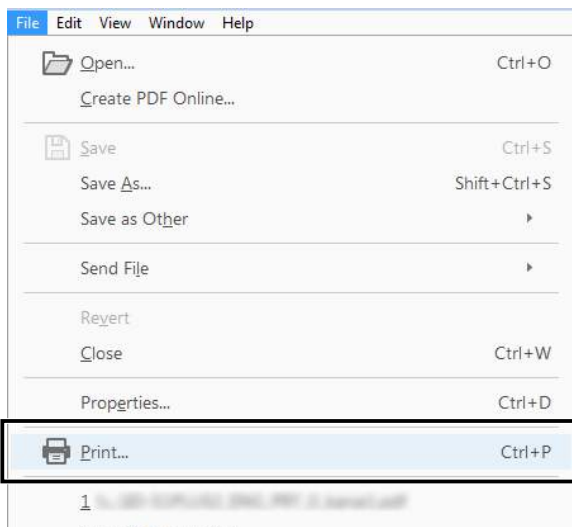 File Edit View Window Help
Open... Ctrl+O
Create PDF Online...
Save Ctrl+S
Save As... Shift+Ctrl+S
Save as Other
Send File
Revert
Close Ctrl+W
Properties... Ctrl+D
Print... Ctrl+P
1